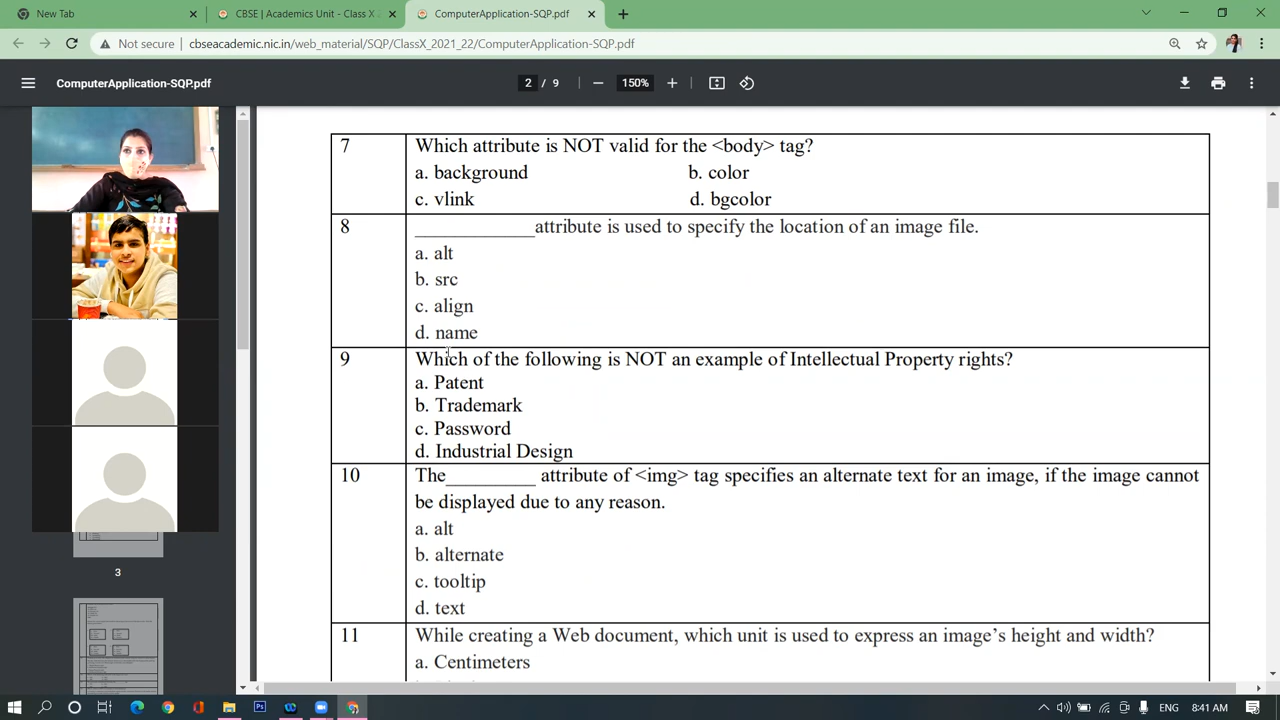 New Tab
CBSE | Academics Unit - Class X
ComputerApplication-SQP.pdf
Not secure | cbseacademic.nic.in/web_material/SQP/ClassX_2021_22/ComputerApplication-SQP.pdf
ComputerApplication-SQP.pdf
2 / 9
150%
7
Which attribute is NOT valid for the <body> tag?
a. background b. color
c. vlink d. bgcolor
8
____________attribute is used to specify the location of an image file.
a. alt
b. src
c. align
d. name
9
Which of the following is NOT an example of Intellectual Property rights?
a. Patent
b. Trademark
c. Password
d. Industrial Design
10
The_________ attribute of <img> tag specifies an alternate text for an image, if the image cannot
be displayed due to any reason.
a. alt
b. alternate
c. tooltip
d. text
11
While creating a Web document, which unit is used to express an image's height and width?
a. Centimeters
3
ENG
8:41 AM